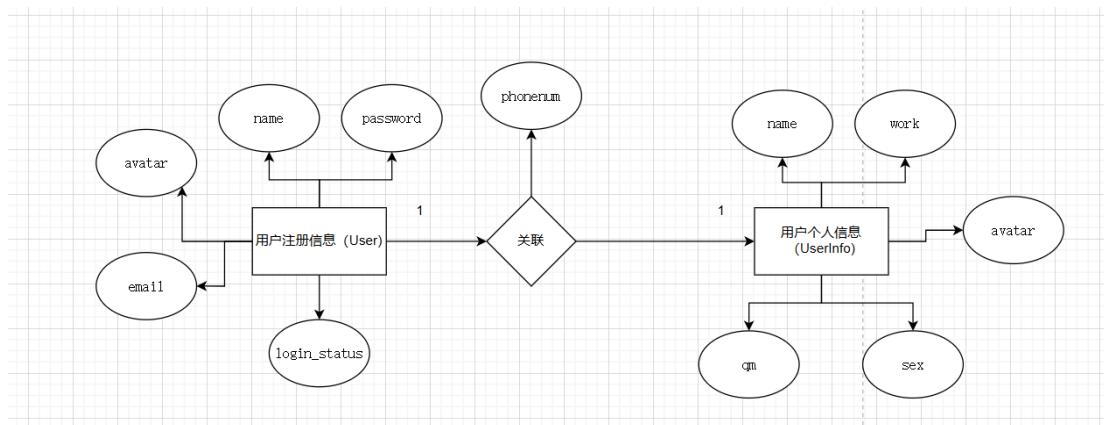 phonenum
name
password
name
work
avatar
1
1
用户注册信息（User）
关联
用户个人信息
（UserInfo）
avatar
email
login_status
qm
sex